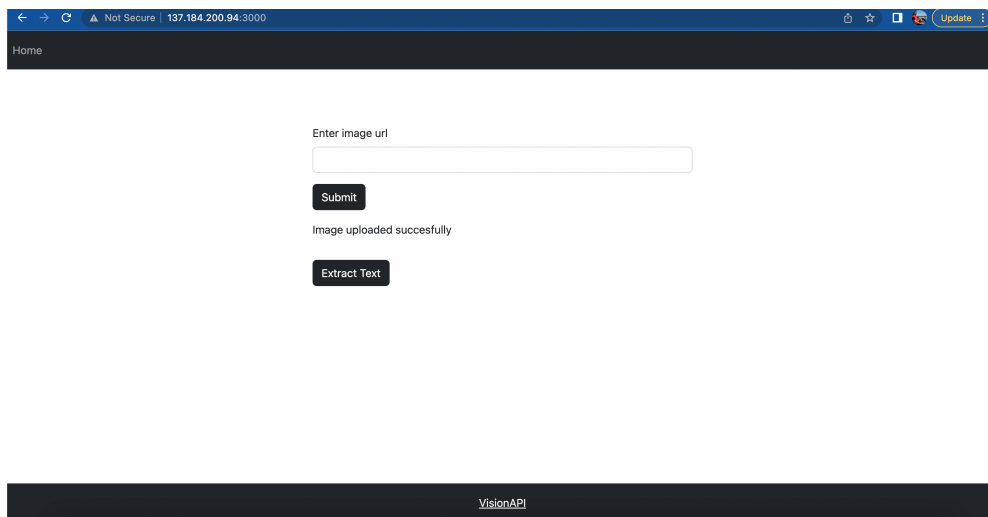 Not Secure | 137.184.200.94:3000 Update
Home
Enter image url
Submit
Image uploaded succesfully
Extract Text
VisionAPI